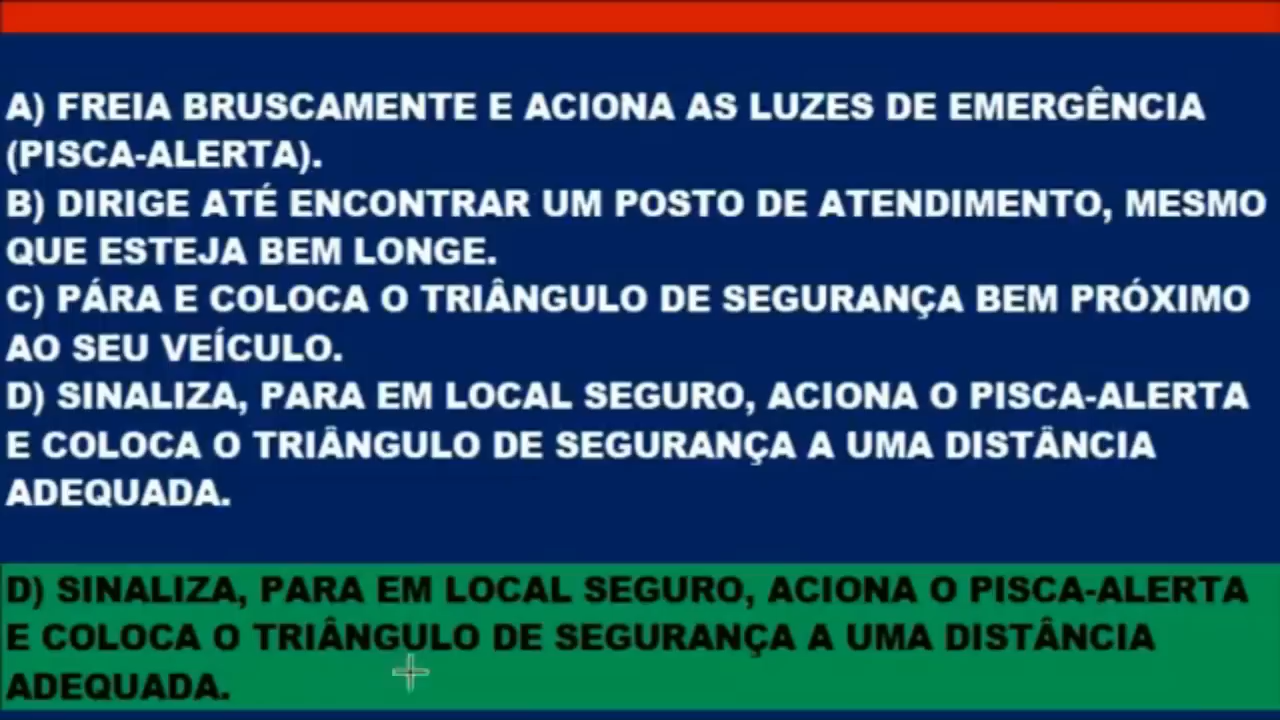 A) FREIA BRUSCAMENTE E ACIONA AS LUZES DE EMERGÊNCIA
(PISCA-ALERTA).
B) DIRIGE ATÉ ENCONTRAR UM POSTO DE ATENDIMENTO, MESMO
QUE ESTEJA BEM LONGE.
C) PÁRA E COLOCA O TRIÂNGULO DE SEGURANÇA BEM PRÓXIMO
AO SEU VEÍCULO.
D) SINALIZA, PARA EM LOCAL SEGURO, ACIONA O PISCA-ALERTA
E COLOCA O TRIÂNGULO DE SEGURANÇA A UMA DISTÂNCIA
ADEQUADA.
D) SINALIZA, PARA EM LOCAL SEGURO, ACIONA O PISCA-ALERTA
E COLOCA O TRIÂNGULO DE SEGURANÇA A UMA DISTÂNCIA
ADEQUADA.